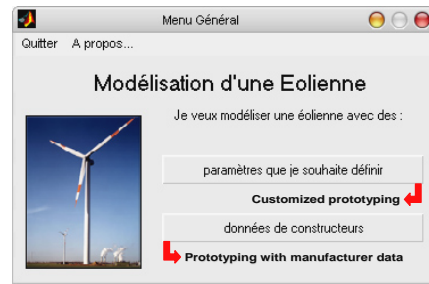 Menu Général
Quitter A propos...
Modélisation d'une Eolienne
Je veux modéliser une éolienne avec des :
paramètres que je souhaite définir
Customized prototyping
données de constructeurs
Prototyping with manufacturer data